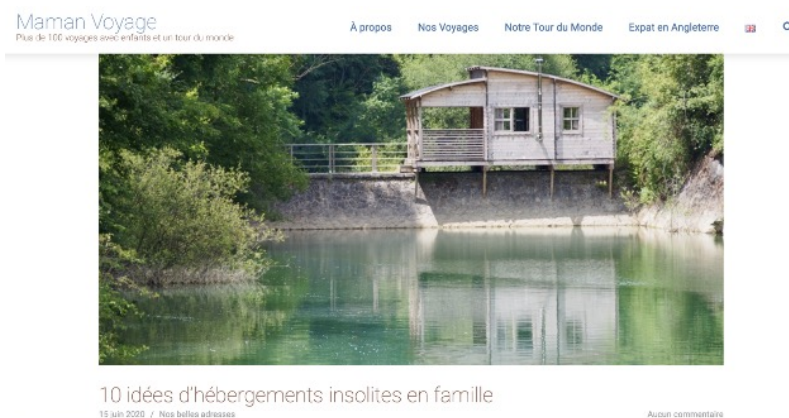 Maman Voyage
Plus de 100 voyages avec enfants et un tour du monde
À propos
Nos Voyages
Notre Tour du Monde
Expat en Angleterre
10 idées d'hébergements insolites en famille
15 juin 2020 / Nos belles adresses
Aucun commentaire